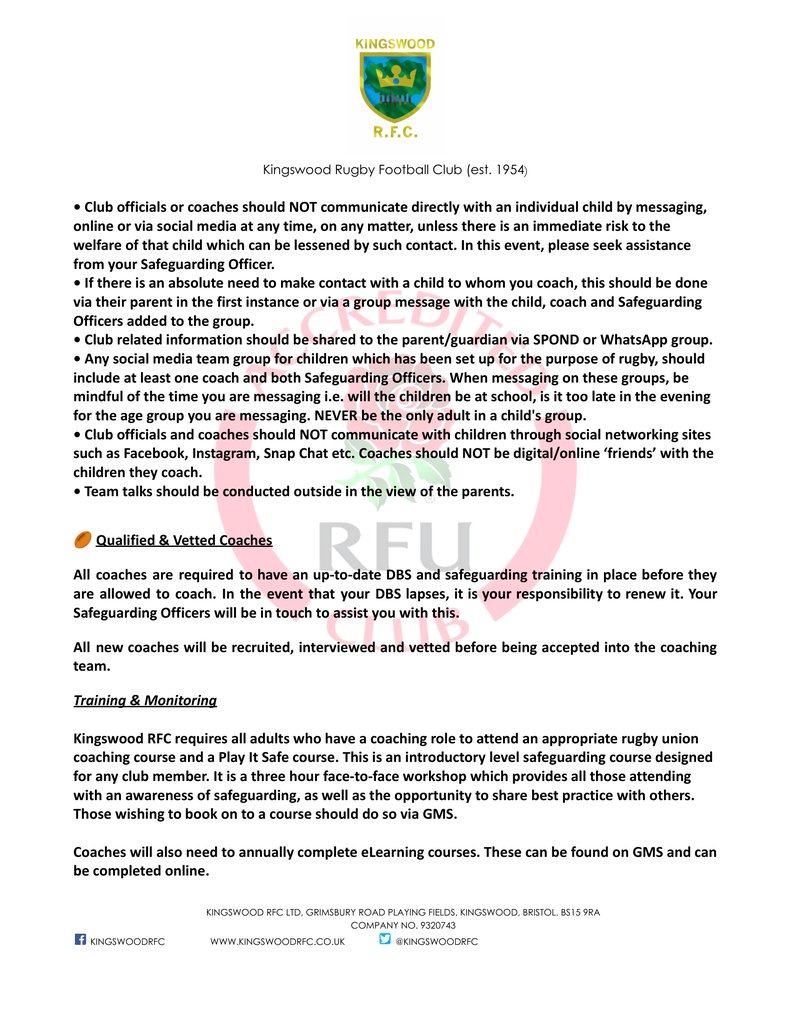 KINGSWOOD
R.F.C.
Kingswood Rugby Football Club (est. 1954)
• Club officials or coaches should NOT communicate directly with an individual child by messaging,
online or via social media at any time, on any matter, unless there is an immediate risk to the
welfare of that child which can be lessened by such contact. In this event, please seek assistance
from your Safeguarding Officer.
• If there is an absolute need to make contact with a child to whom you coach, this should be done
via their parent in the first instance or via a group message with the child, coach and Safeguarding
Officers added to the group.
• Club related information should be shared to the parent/guardian via SPOND or WhatsApp group.
• Any social media team group for children which has been set up for the purpose of rugby, should
include at least one coach and both Safeguarding Officers. When messaging on these groups, be
mindful of the time you are messaging i.e. will the children be at school, is it too late in the evening
for the age group you are messaging. NEVER be the only adult in a child's group.
• Club officials and coaches should NOT communicate with children through social networking sites
such as Facebook, Instagram, Snap Chat etc. Coaches should NOT be digital/online ‘friends’ with the
children they coach.
• Team talks should be conducted outside in the view of the parents.
ACCREDITED
RFU
CLUB
Qualified & Vetted Coaches
All coaches are required to have an up-to-date DBS and safeguarding training in place before they
are allowed to coach. In the event that your DBS lapses, it is your responsibility to renew it. Your
Safeguarding Officers will be in touch to assist you with this.
All new coaches will be recruited, interviewed and vetted before being accepted into the coaching
team.
Training & Monitoring
Kingswood RFC requires all adults who have a coaching role to attend an appropriate rugby union
coaching course and a Play It Safe course. This is an introductory level safeguarding course designed
for any club member. It is a three hour face-to-face workshop which provides all those attending
with an awareness of safeguarding, as well as the opportunity to share best practice with others.
Those wishing to book on to a course should do so via GMS.
Coaches will also need to annually complete eLearning courses. These can be found on GMS and can
be completed online.
KINGSWOOD RFC LTD, GRIMSBURY ROAD PLAYING FIELDS, KINGSWOOD, BRISTOL. BS15 9RA
COMPANY NO. 9320743
KINGSWOODRFC WWW.KINGSWOODRFC.CO.UK @KINGSWOODRFC